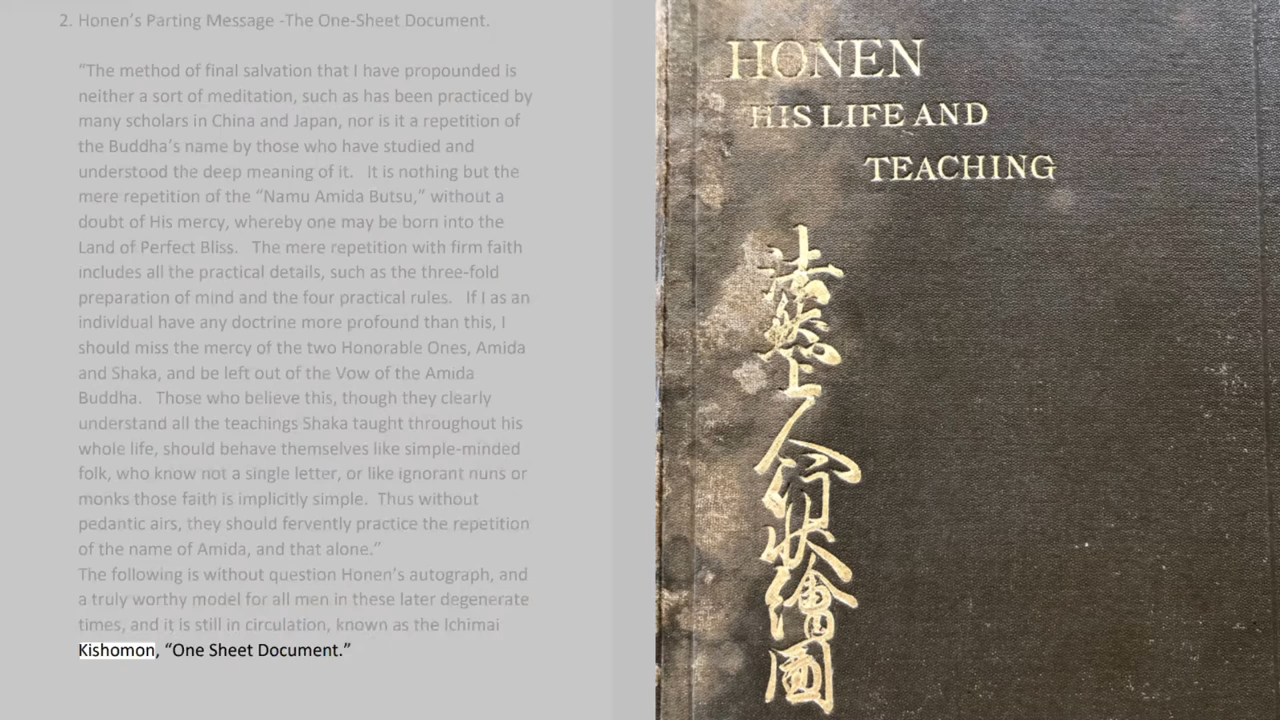 2. Honen’s Parting Message -The One-Sheet Document.
“The method of final salvation that I have propounded is
neither a sort of meditation, such as has been practiced by
many scholars in China and Japan, nor is it a repetition of
the Buddha’s name by those who have studied and
understood the deep meaning of it. It is nothing but the
mere repetition of the “Namu Amida Butsu,” without a
doubt of His mercy, whereby one may be born into the
Land of Perfect Bliss. The mere repetition with firm faith
includes all the practical details, such as the three-fold
preparation of mind and the four practical rules. If I as an
individual have any doctrine more profound than this, I
should miss the mercy of the two Honorable Ones, Amida
and Shaka, and be left out of the Vow of the Amida
Buddha. Those who believe this, though they clearly
understand all the teachings Shaka taught throughout his
whole life, should behave themselves like simple-minded
folk, who know not a single letter, or like ignorant nuns or
monks those faith is implicitly simple. Thus without
pedantic airs, they should fervently practice the repetition
of the name of Amida, and that alone.”
The following is without question Honen’s autograph, and
a truly worthy model for all men in these later degenerate
times, and it is still in circulation, known as the Ichimai
Kishomon, “One Sheet Document.”
HONEN
HIS LIFE AND
TEACHING
法然上人行状繪圖